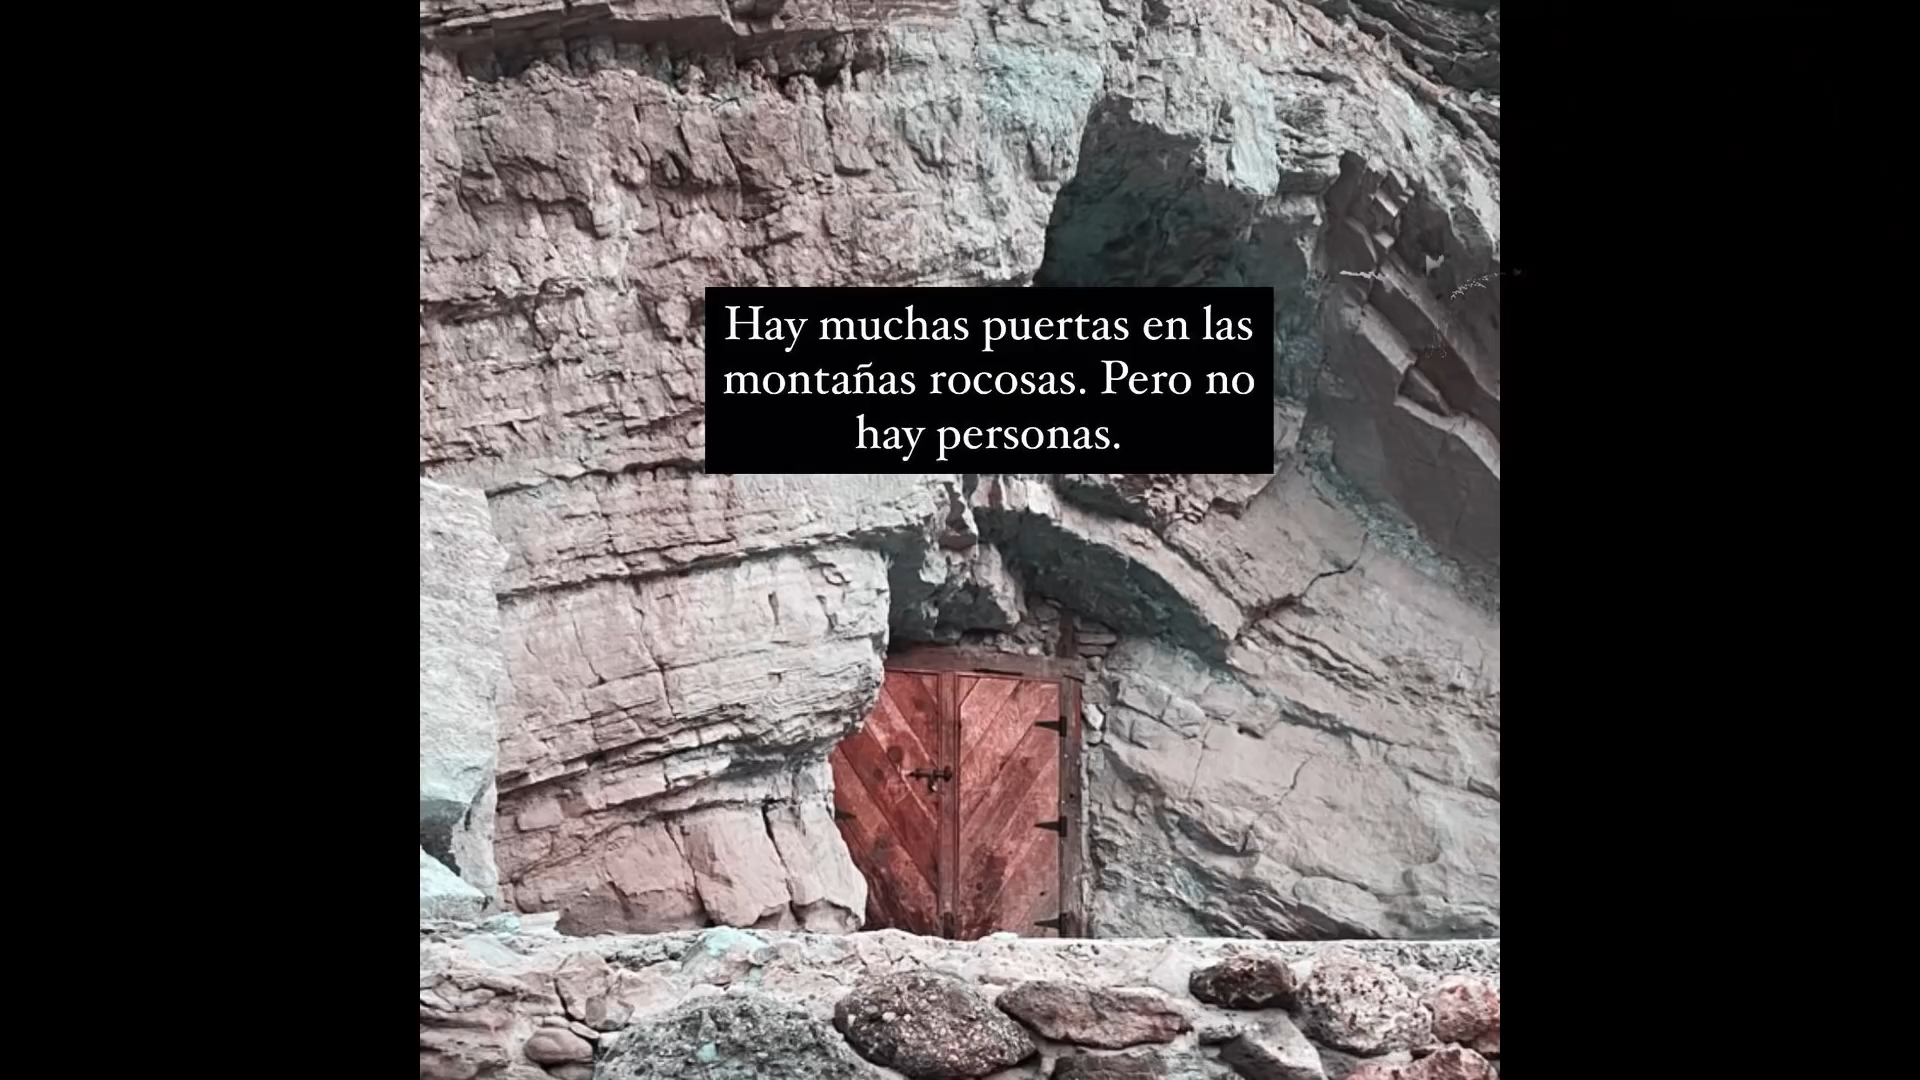 Hay muchas puertas en las
montañas rocosas. Pero no
hay personas.